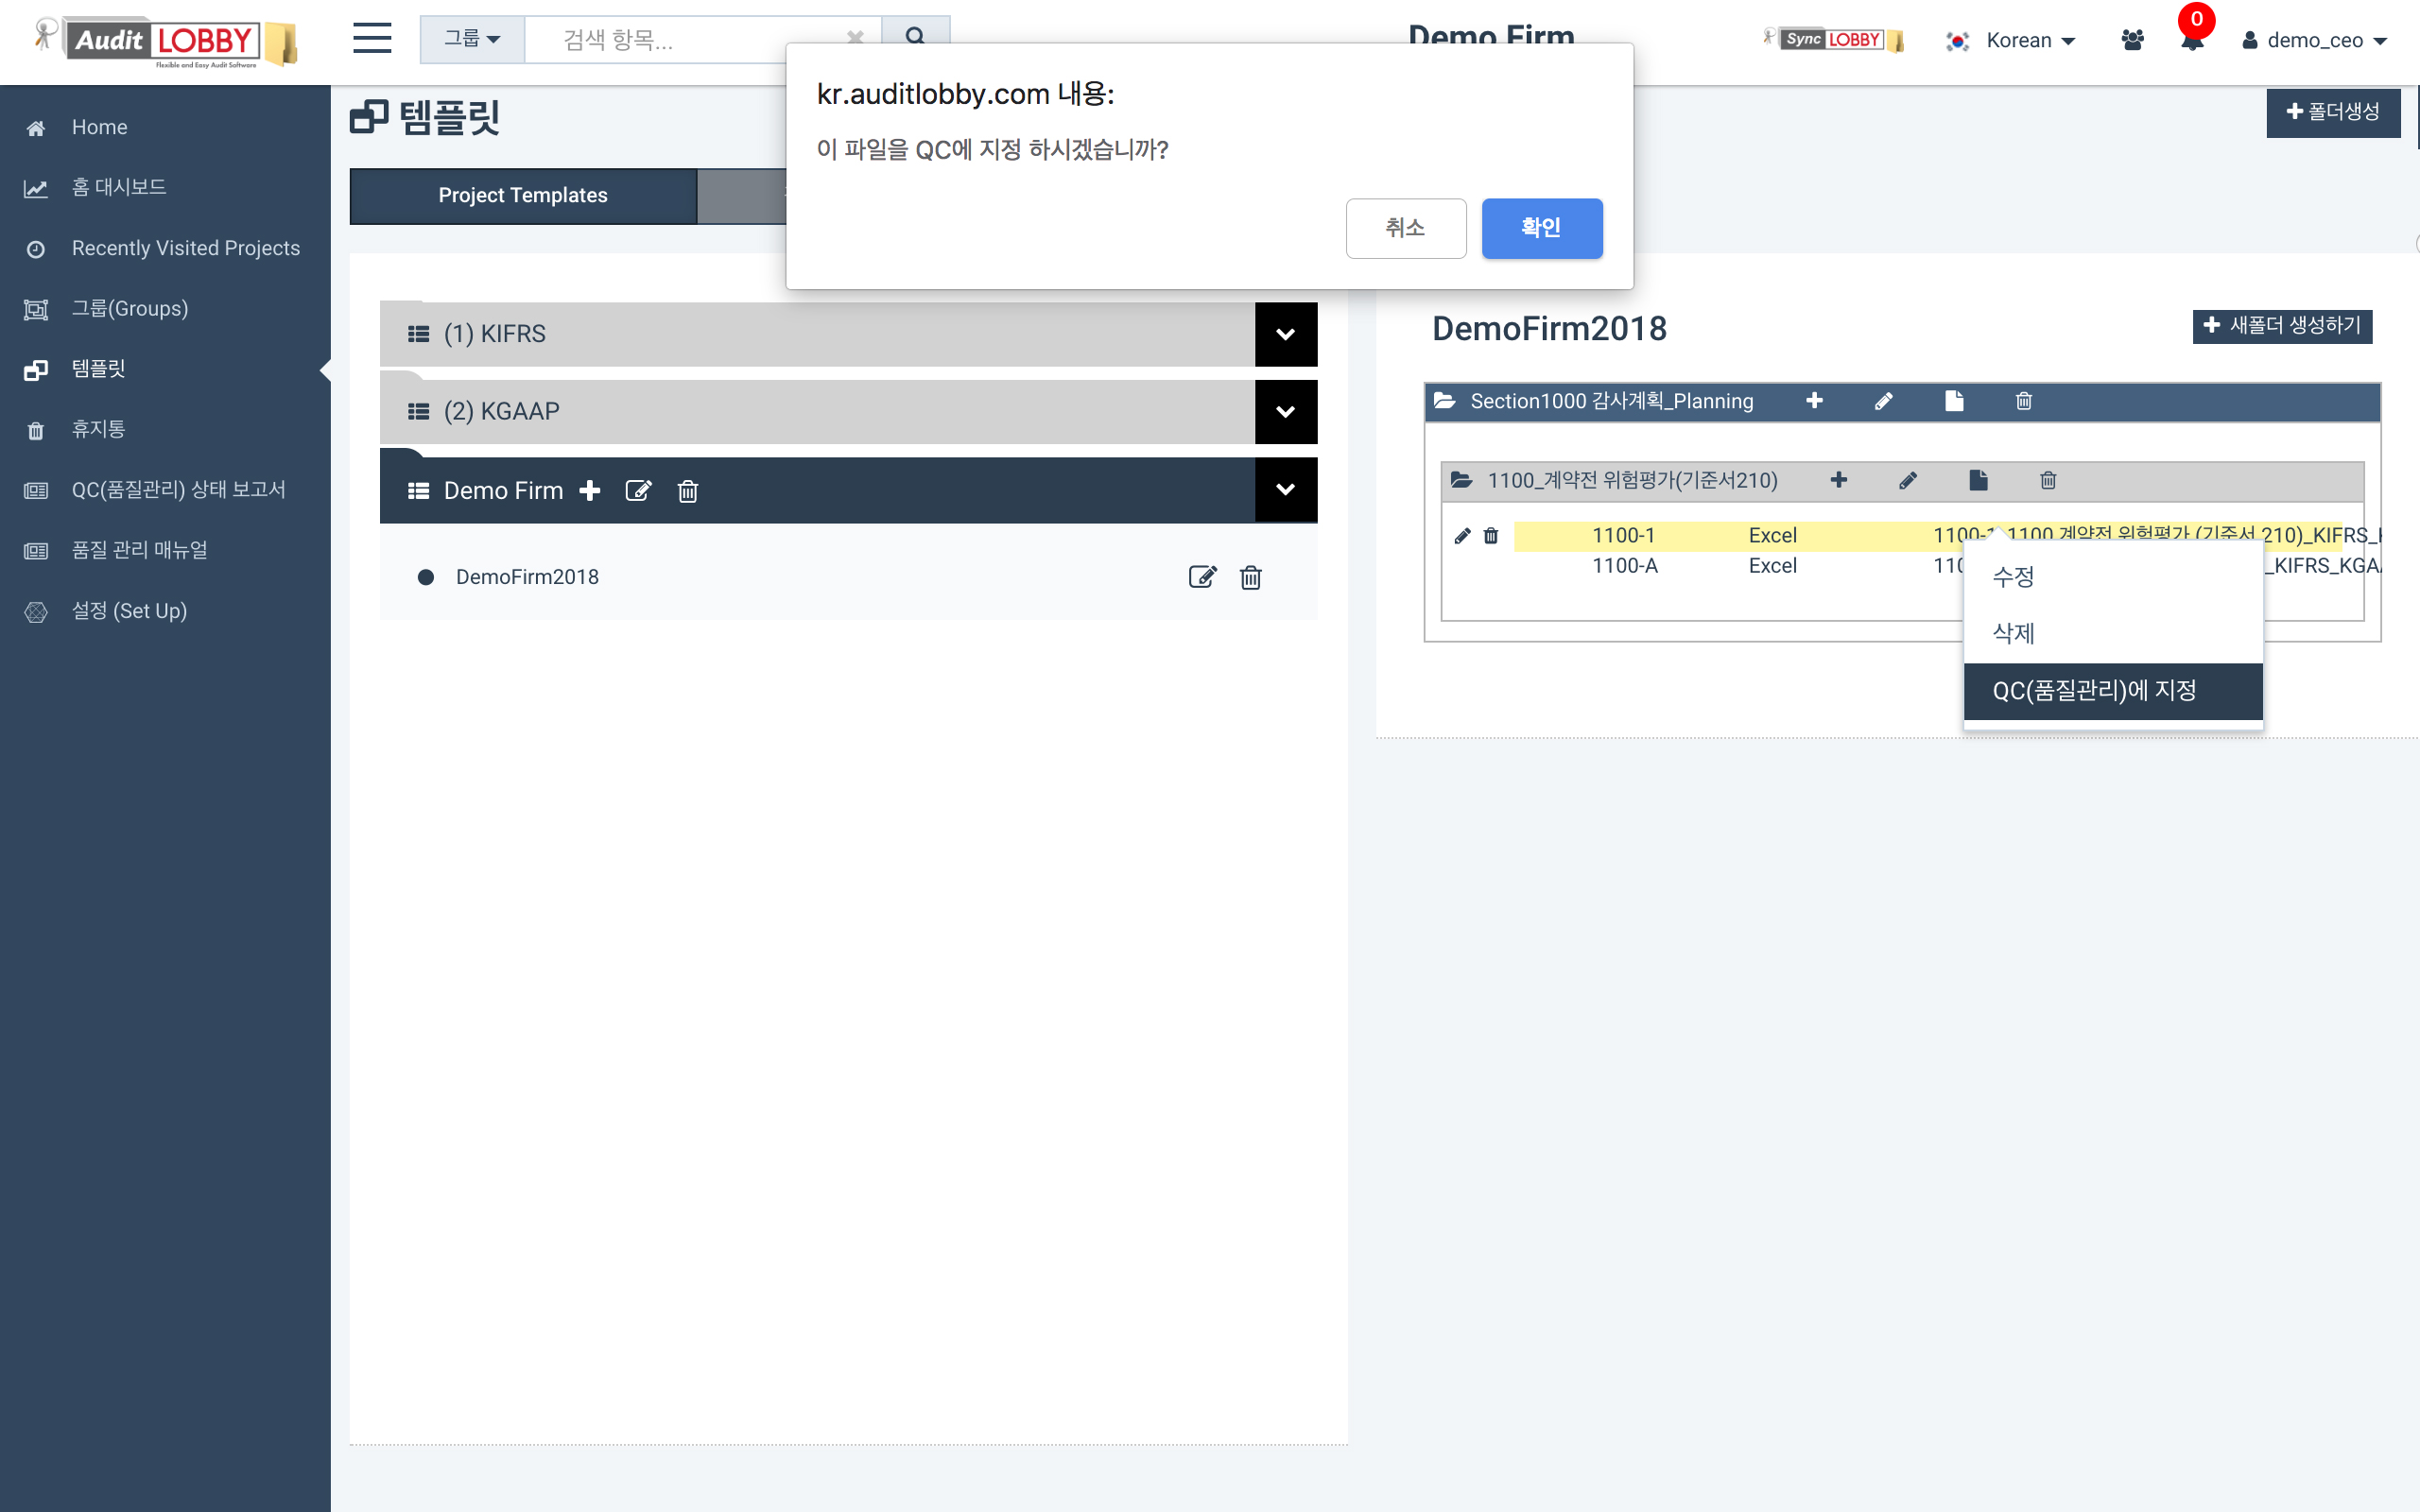 Audit LOBBY
Flexible and Easy Audit Software
그룹
검색 항목...
Demo Firm
Sync LOBBY
Korean
0
demo_ceo
kr.auditlobby.com 내용:
이 파일을 QC에 지정 하시겠습니까?
취소
확인
Home
홈 대시보드
Recently Visited Projects
그룹(Groups)
템플릿
휴지통
QC(품질관리) 상태 보고서
품질 관리 매뉴얼
설정 (Set Up)
템플릿
폴더생성
Project Templates
(1) KIFRS
(2) KGAAP
Demo Firm
DemoFirm2018
DemoFirm2018
새폴더 생성하기
Section1000 감사계획_Planning
1100_계약전 위험평가(기준서210)
1100-1 Excel 1100-1 1100 계약전 위험평가 (기준서 210)_KIFRS_
1100-A Excel 110 _KIFRS_KGA
수정
삭제
QC(품질관리)에 지정